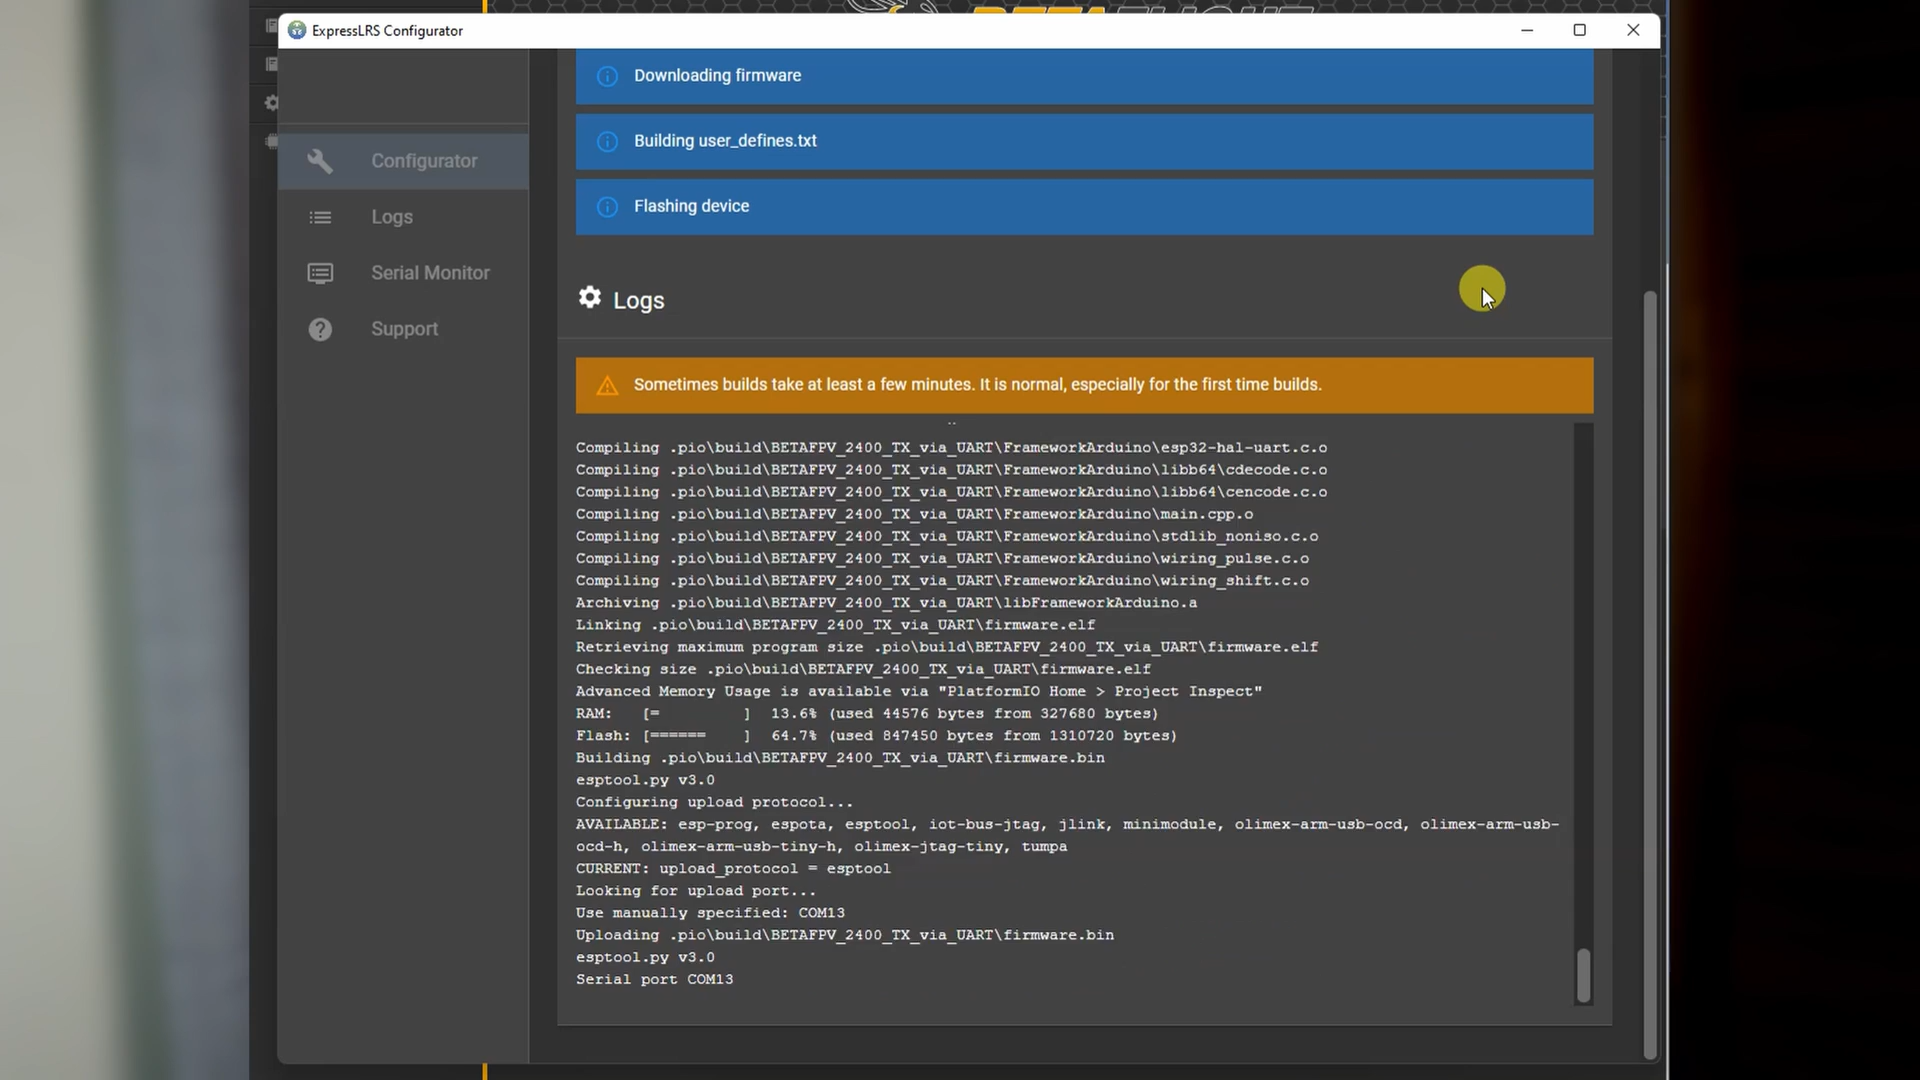 BETAFLIGHT
ExpressLRS Configurator
Downloading firmware
Building user_defines.txt
Flashing device
Configurator
Logs
Serial Monitor
Support
Logs
Sometimes builds take at least a few minutes. It is normal, especially for the first time builds.
Compiling .pio\build\BETAFPV_2400_TX_via_UART\FrameworkArduino\esp32-hal-uart.c.o
Compiling .pio\build\BETAFPV_2400_TX_via_UART\FrameworkArduino\libb64\cdecode.c.o
Compiling .pio\build\BETAFPV_2400_TX_via_UART\FrameworkArduino\libb64\cencode.c.o
Compiling .pio\build\BETAFPV_2400_TX_via_UART\FrameworkArduino\main.cpp.o
Compiling .pio\build\BETAFPV_2400_TX_via_UART\FrameworkArduino\stdlib_noniso.c.o
Compiling .pio\build\BETAFPV_2400_TX_via_UART\FrameworkArduino\wiring_pulse.c.o
Compiling .pio\build\BETAFPV_2400_TX_via_UART\FrameworkArduino\wiring_shift.c.o
Archiving .pio\build\BETAFPV_2400_TX_via_UART\libFrameworkArduino.a
Linking .pio\build\BETAFPV_2400_TX_via_UART\firmware.elf
Retrieving maximum program size .pio\build\BETAFPV_2400_TX_via_UART\firmware.elf
Checking size .pio\build\BETAFPV_2400_TX_via_UART\firmware.elf
Advanced Memory Usage is available via "PlatformIO Home > Project Inspect"
RAM:   [=         ]  13.6% (used 44576 bytes from 327680 bytes)
Flash: [======    ]  64.7% (used 847450 bytes from 1310720 bytes)
Building .pio\build\BETAFPV_2400_TX_via_UART\firmware.bin
esptool.py v3.0
Configuring upload protocol...
AVAILABLE: esp-prog, espota, esptool, iot-bus-jtag, jlink, minimodule, olimex-arm-usb-ocd, olimex-arm-usb-
ocd-h, olimex-arm-usb-tiny-h, olimex-jtag-tiny, tumpa
CURRENT: upload_protocol = esptool
Looking for upload port...
Use manually specified: COM13
Uploading .pio\build\BETAFPV_2400_TX_via_UART\firmware.bin
esptool.py v3.0
Serial port COM13